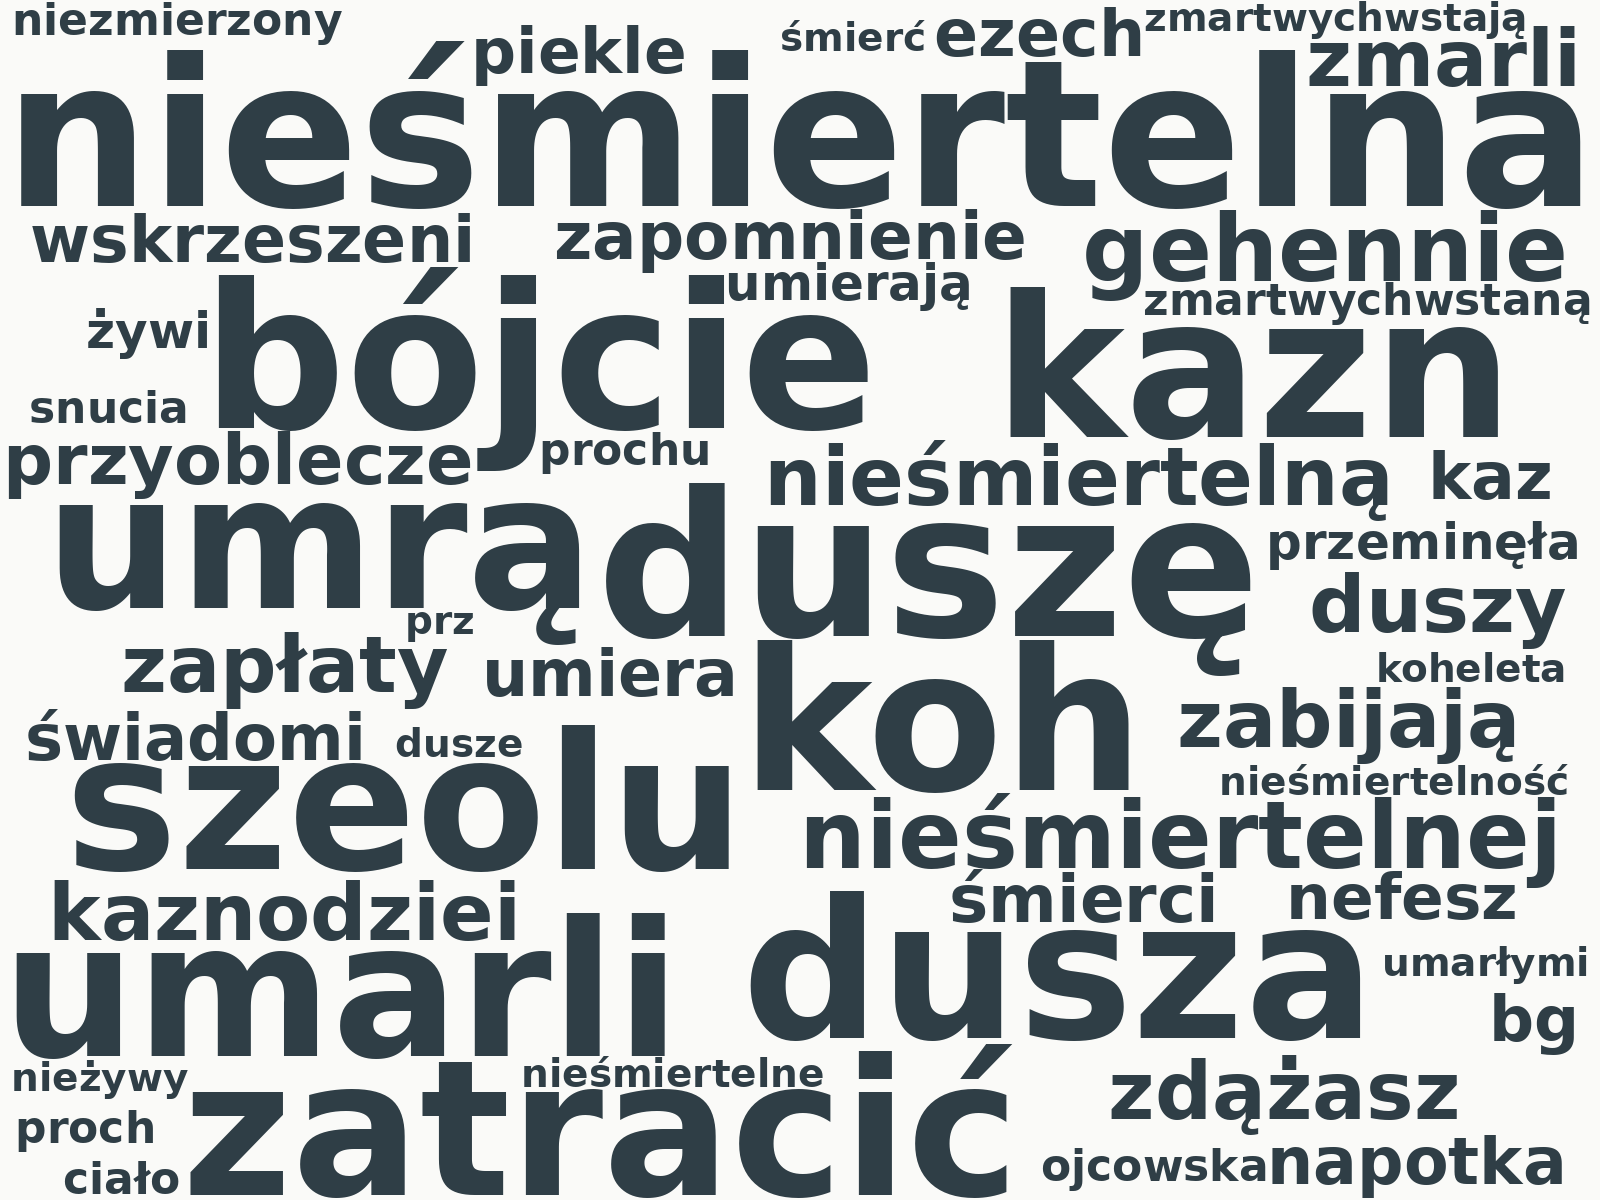 niezmierzony
piekle
śmierć
ezech
zmartwychwstają
zmarli
nieśmiertelna
wskrzeszeni
zapomnienie
gehennie
umierają
zmartwychwstaną
żywi
bójcie
kazn
snucia
przyoblecze
prochu
nieśmiertelną
kaz
umrą
duszę
przeminęła
duszy
prz
zapłaty
umiera
koh
koheleta
zabijają
świadomi
dusze
szeolu
nieśmiertelność
nieśmiertelnej
kaznodziei
śmierci
nefesz
umarli
dusza
umarłymi
bg
nieżywy
nieśmiertelne
zatracić
zdążasz
proch
ciało
ojcowska
napotka